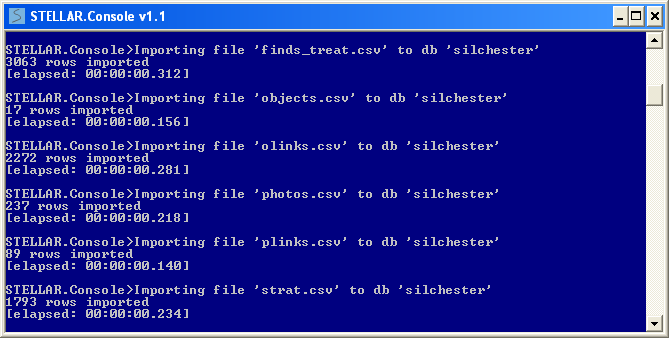 STELLAR.Console v1.1
STELLAR.Console>Importing file 'finds_treat.csv' to db 'silchester'
3063 rows imported
[elapsed: 00:00:00.312]
STELLAR.Console>Importing file 'objects.csv' to db 'silchester'
17 rows imported
[elapsed: 00:00:00.156]
STELLAR.Console>Importing file 'olinks.csv' to db 'silchester'
2272 rows imported
[elapsed: 00:00:00.281]
STELLAR.Console>Importing file 'photos.csv' to db 'silchester'
237 rows imported
[elapsed: 00:00:00.218]
STELLAR.Console>Importing file 'plinks.csv' to db 'silchester'
89 rows imported
[elapsed: 00:00:00.140]
STELLAR.Console>Importing file 'strat.csv' to db 'silchester'
1793 rows imported
[elapsed: 00:00:00.234]